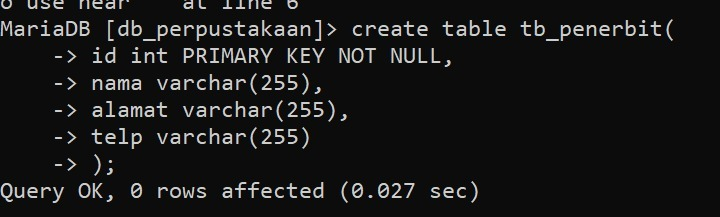 o use near    at line 6
MariaDB [db_perpustakaan]> create table tb_penerbit(
    -> id int PRIMARY KEY NOT NULL,
    -> nama varchar(255),
    -> alamat varchar(255),
    -> telp varchar(255)
    -> );
Query OK, 0 rows affected (0.027 sec)